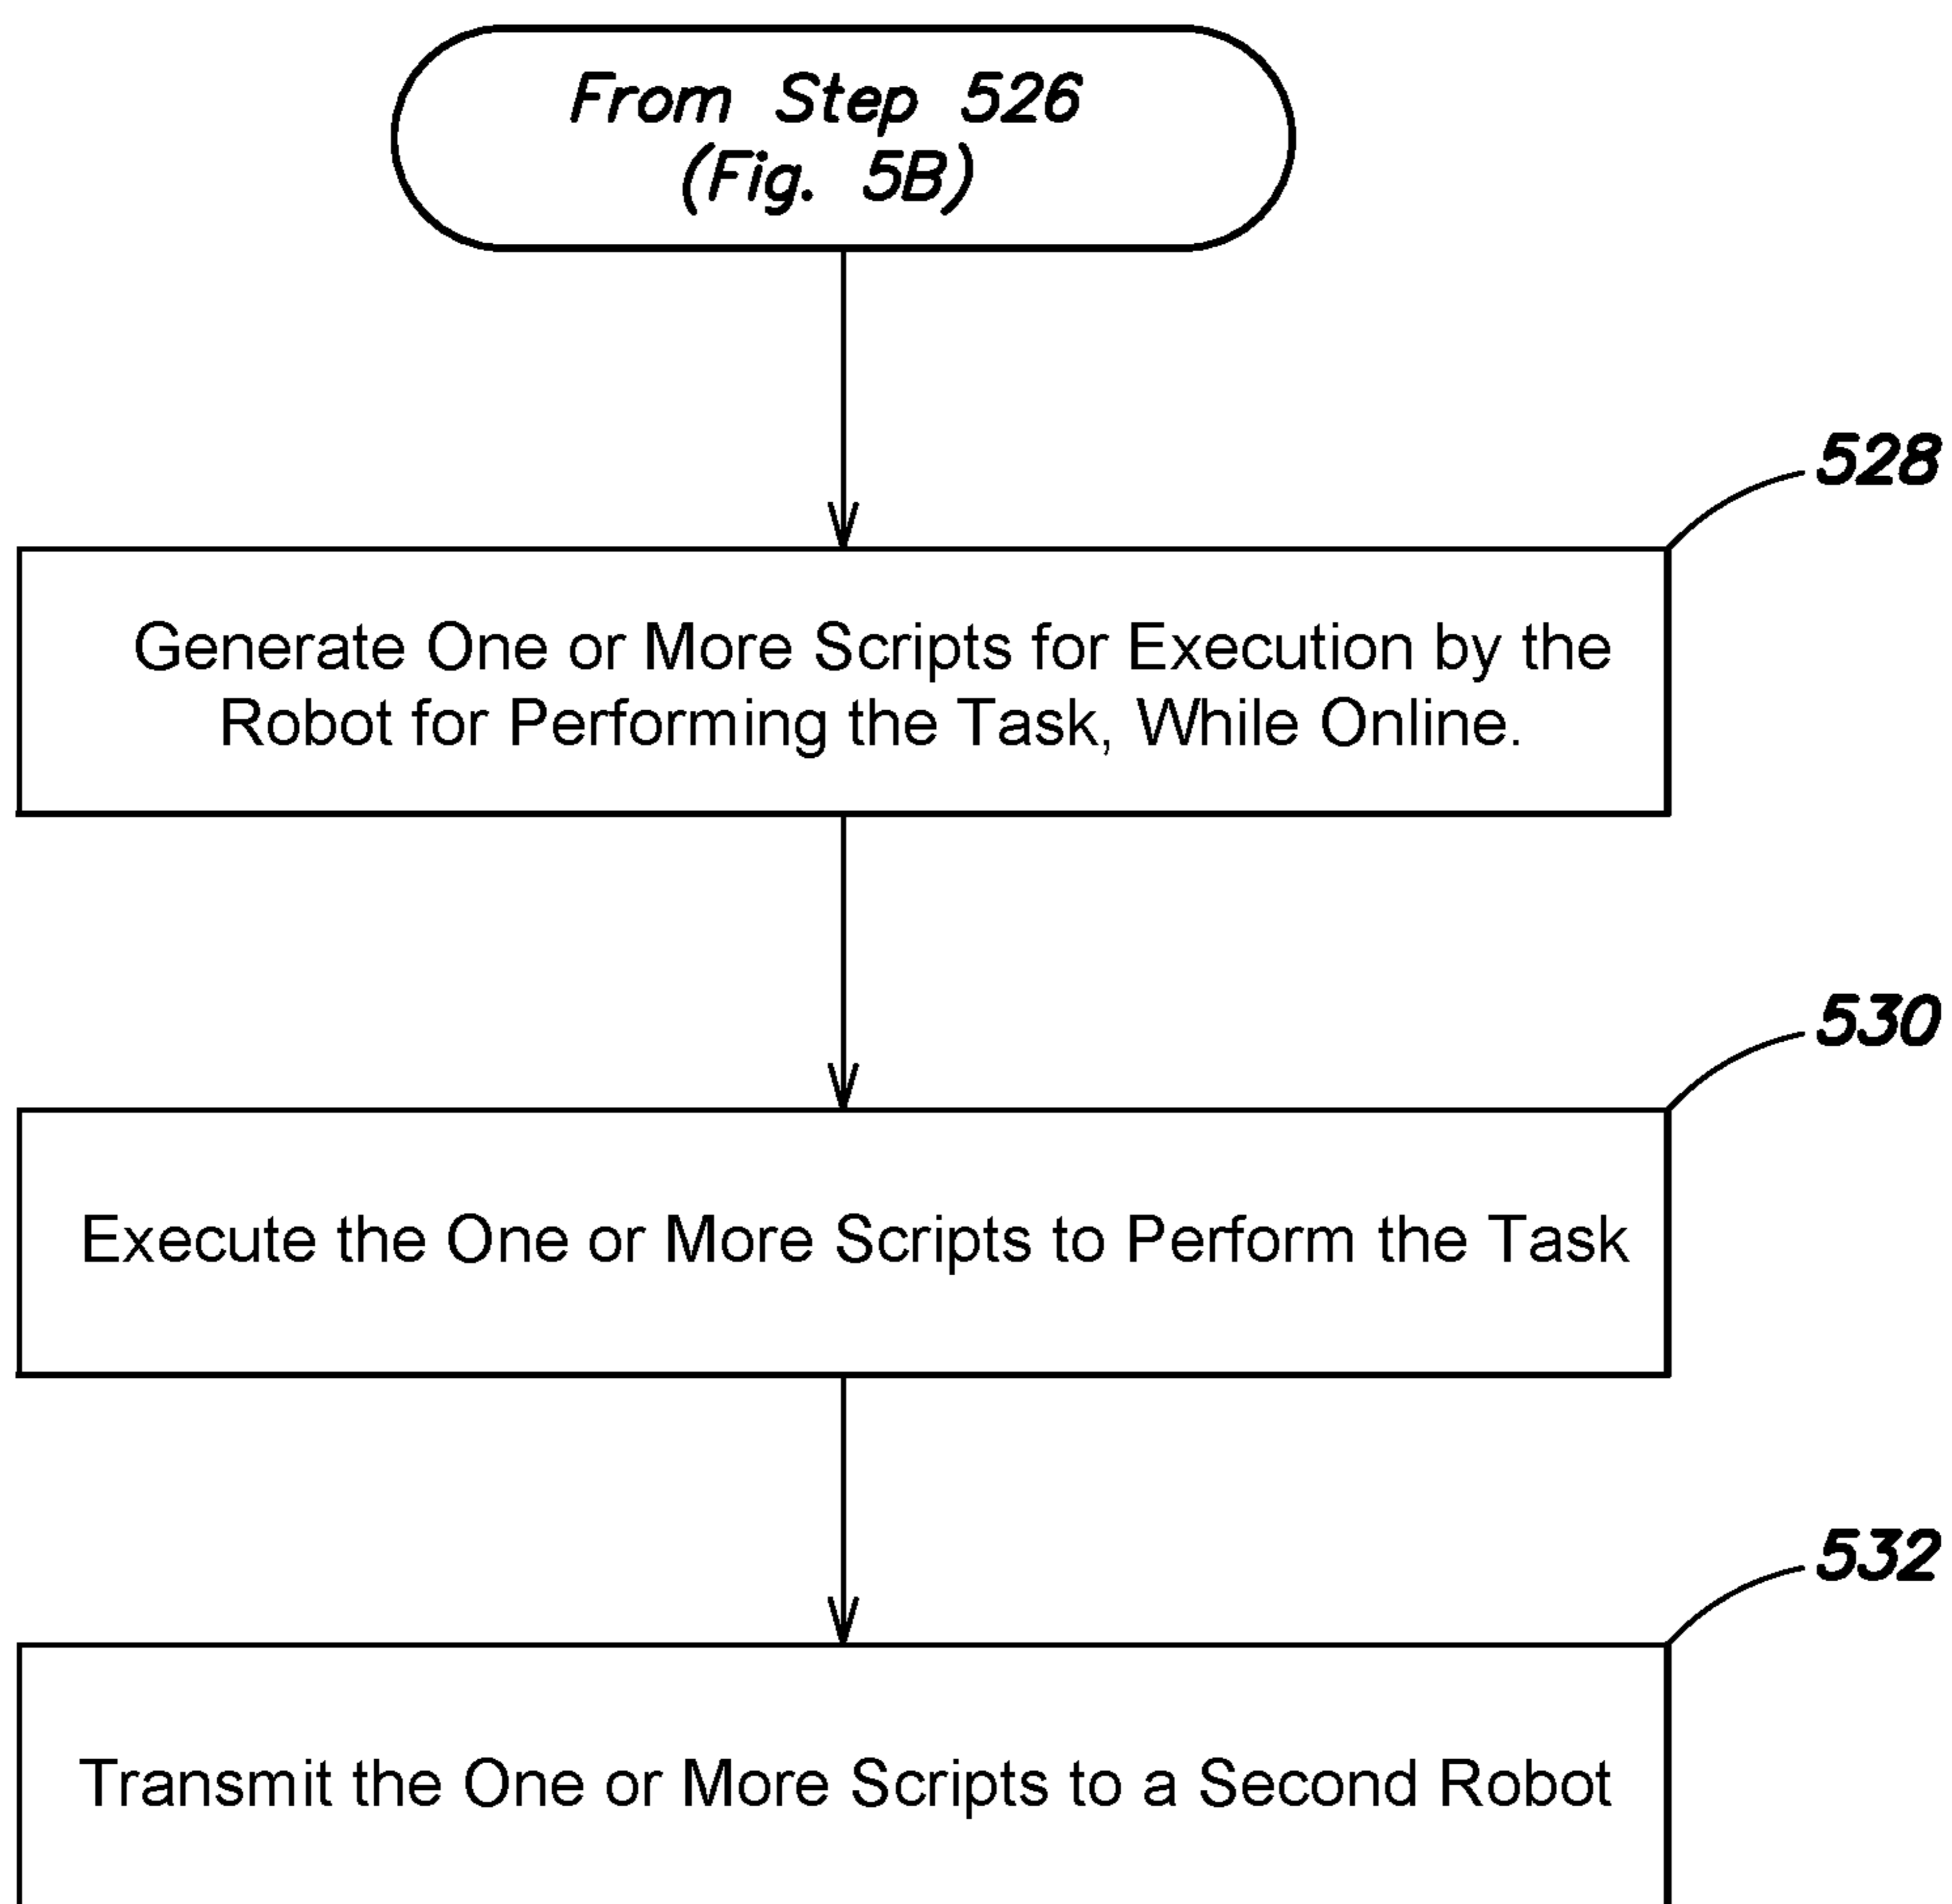 From Step 526
(Fig. 5B)
528
Generate One or More Scripts for Execution by the
Robot for Performing the Task, While Online.
530
Execute the One or More Scripts to Perform the Task
532
Transmit the One or More Scripts to a Second Robot